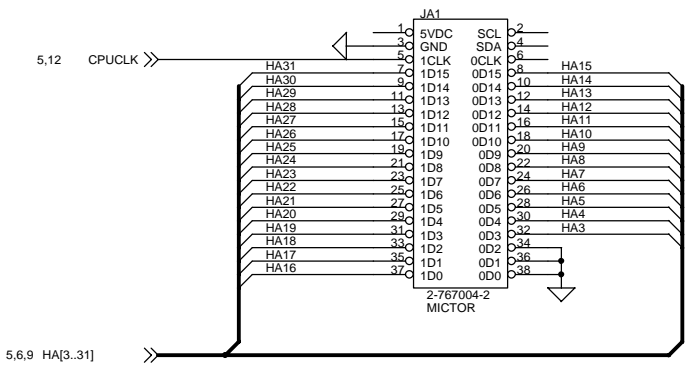 JA1
1 5VDC SCL 2
3 GND SDA 4
5,12 CPUCLK 5 1CLK 0CLK 6
HA31 7 1D15 0D15 8 HA15
HA30 9 1D14 0D14 10 HA14
HA29 11 1D13 0D13 12 HA13
HA28 13 1D12 0D12 14 HA12
HA27 15 1D11 0D11 16 HA11
HA26 17 1D10 0D10 18 HA10
HA25 19 1D9 0D9 20 HA9
HA24 21 1D8 0D8 22 HA8
HA23 23 1D7 0D7 24 HA7
HA22 25 1D6 0D6 26 HA6
HA21 27 1D5 0D5 28 HA5
HA20 29 1D4 0D4 30 HA4
HA19 31 1D3 0D3 32 HA3
HA18 33 1D2 0D2 34
HA17 35 1D1 0D1 36
HA16 37 1D0 0D0 38
2-767004-2
MICTOR
5,6,9 HA[3..31]